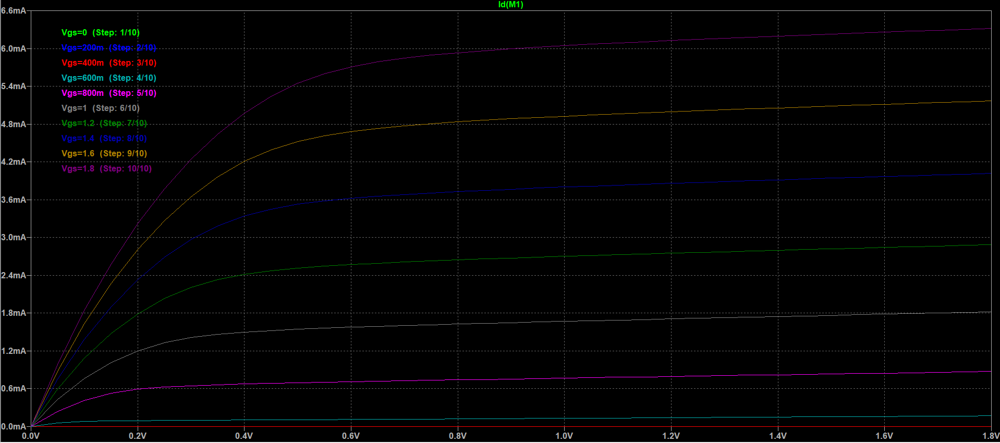 Id(M1)
6.6mA
Vgs=0 (Step: 1/10)
Vgs=200m (Step: 2/10)
6.0mA
Vgs=400m (Step: 3/10)
Vgs=600m (Step: 4/10)
5.4mA
Vgs=800m (Step: 5/10)
Vgs=1 (Step: 6/10)
4.8mA
Vgs=1.2 (Step: 7/10)
Vgs=1.4 (Step: 8/10)
Vgs=1.6 (Step: 9/10)
4.2mA
Vgs=1.8 (Step: 10/10)
3.6mA
3.0mA
2.4mA
1.8mA
1.2mA
0.6mA
0.0mA
0.0V 0.2V 0.4V 0.6V 0.8V 1.0V 1.2V 1.4V 1.6V 1.8V